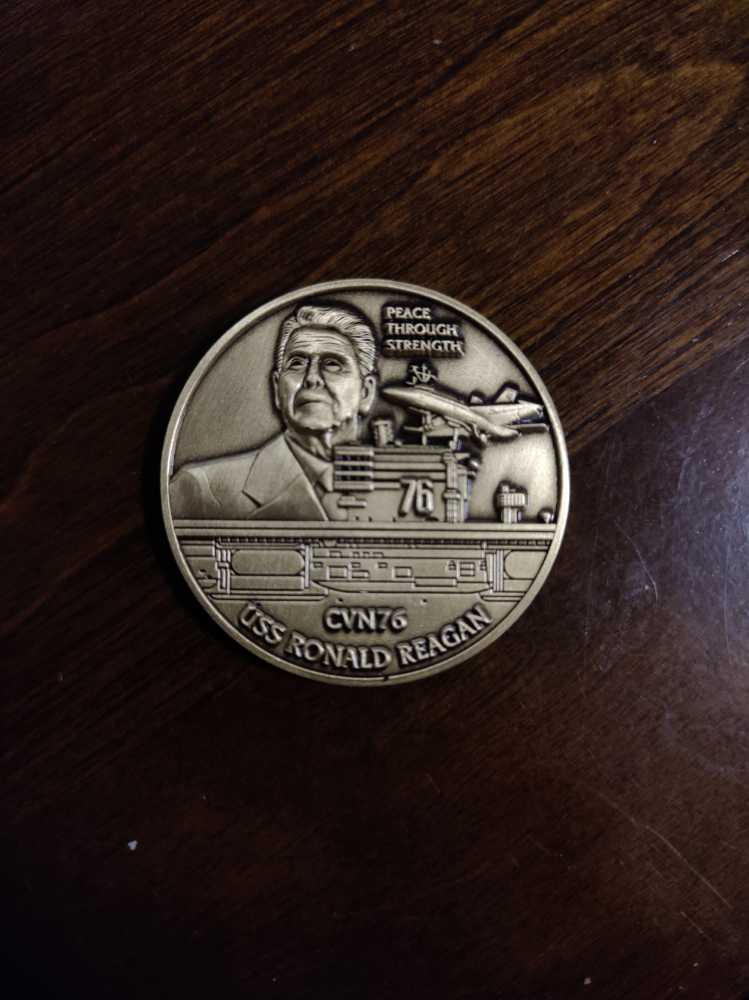 PEACE
THROUGH
STRENGTH
76
CVN76
USS RONALD REAGAN